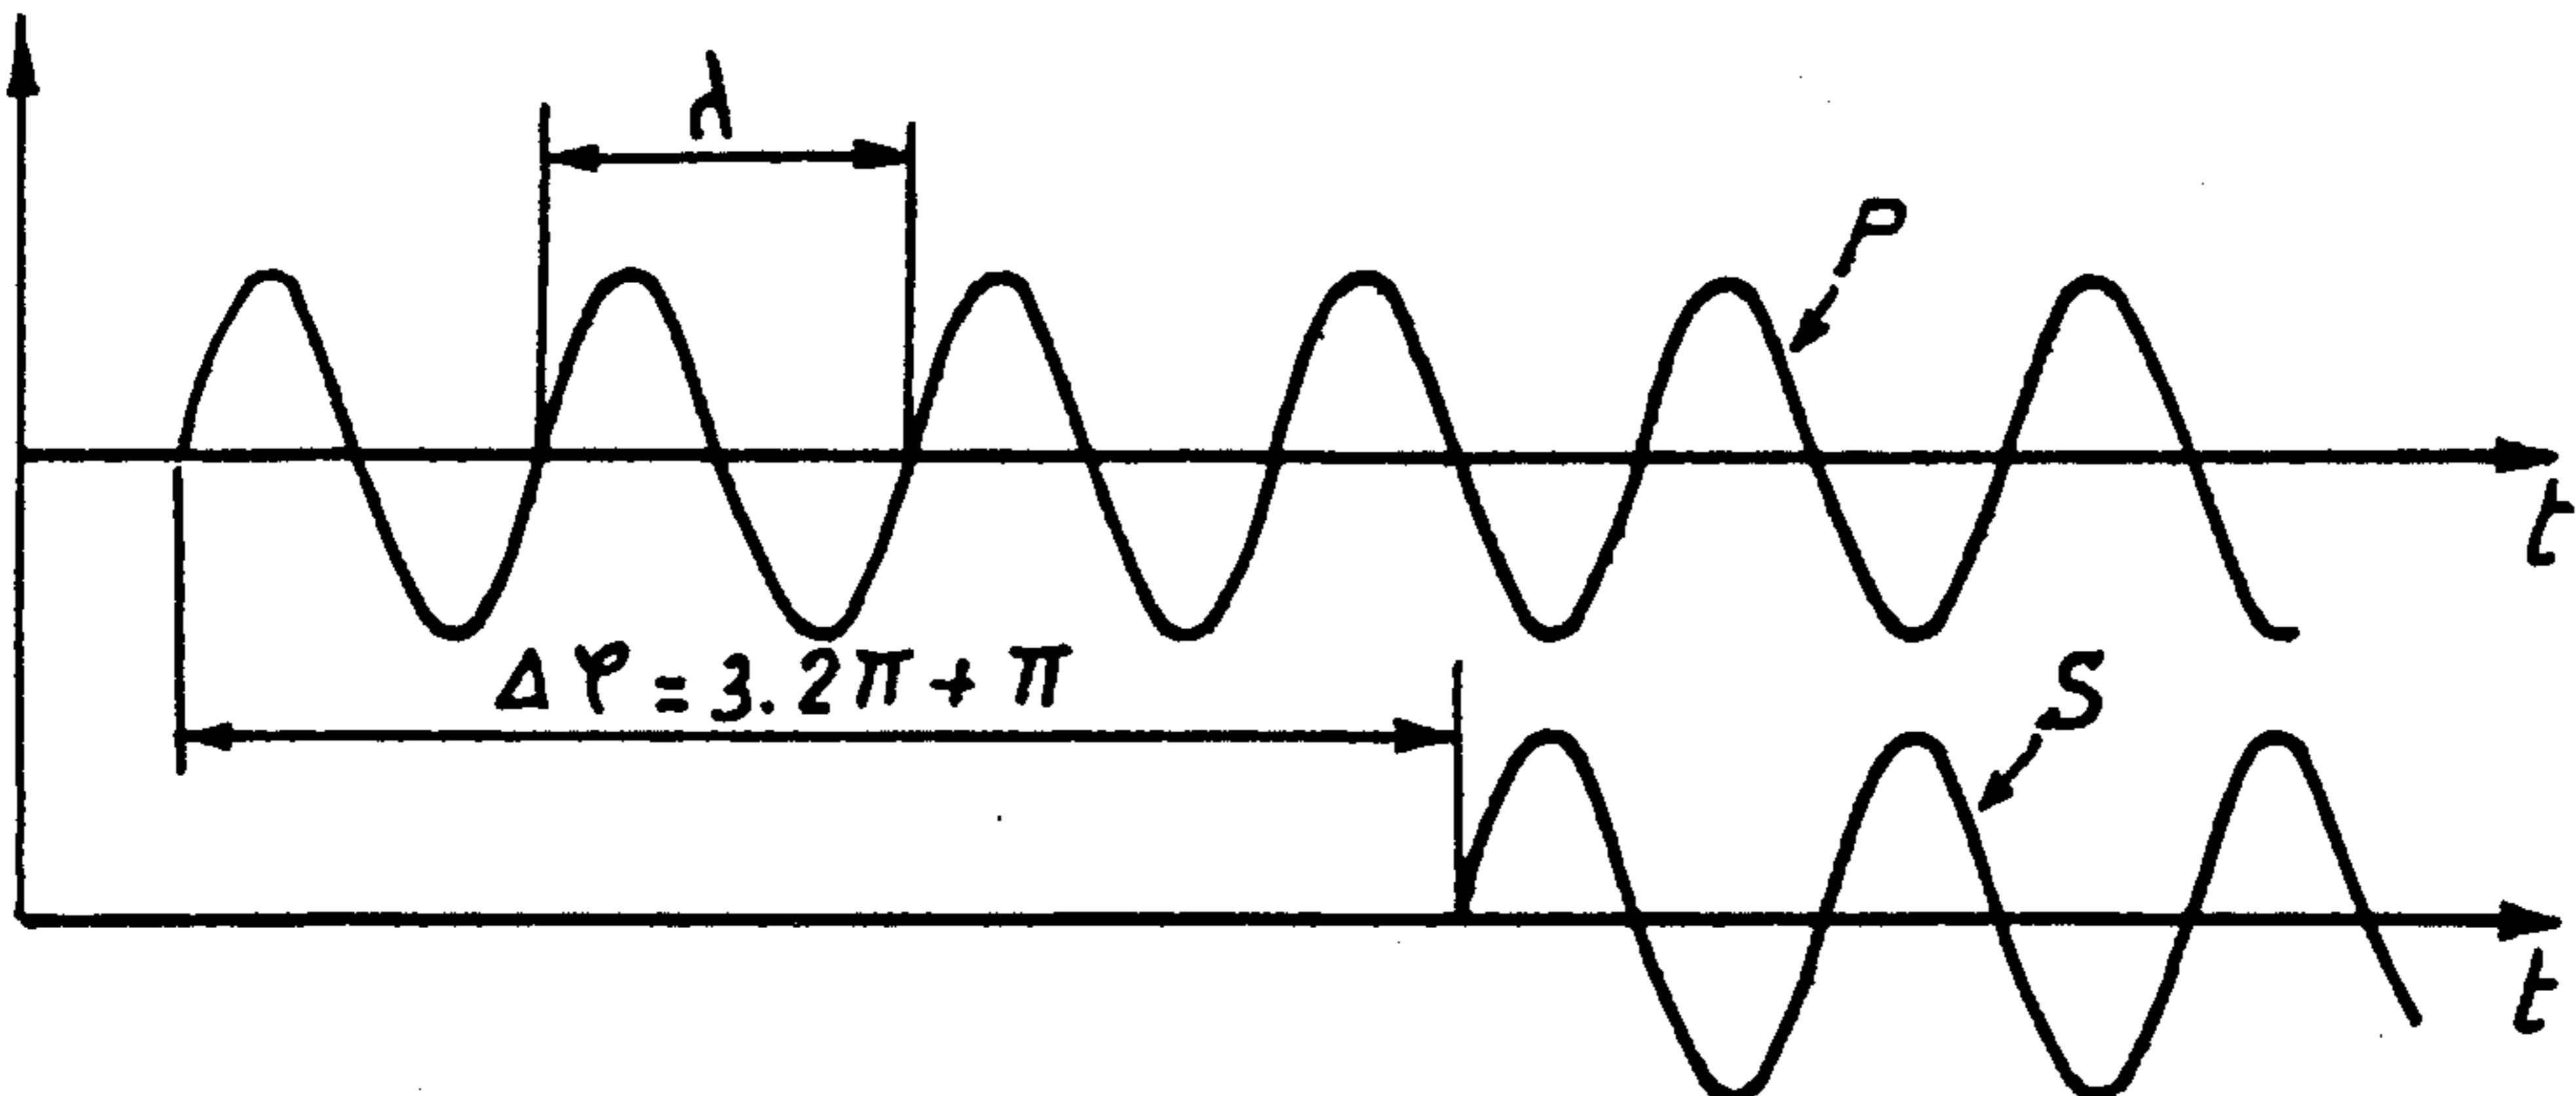 λ
P
t
Δφ = 3.2π + π
S
t